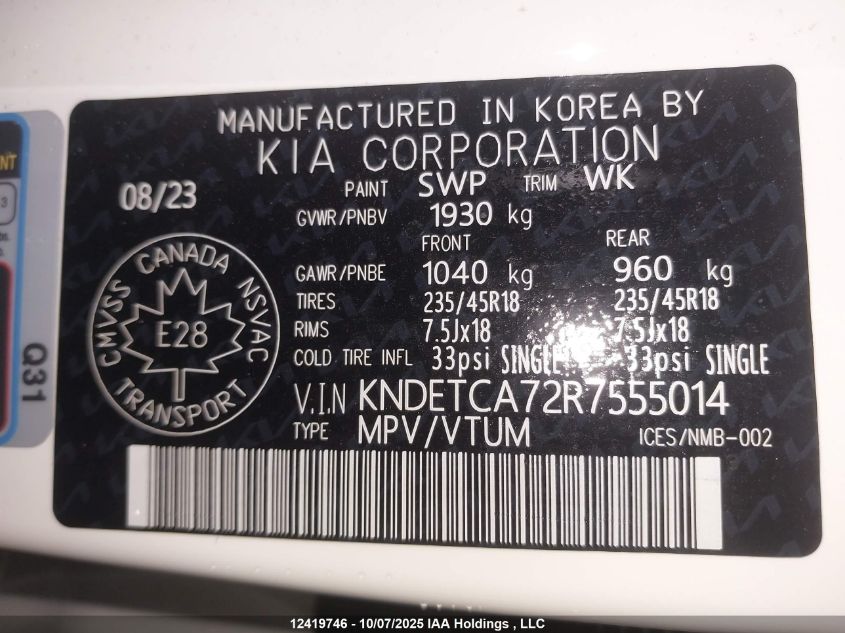 MANUFACTURED IN KOREA BY
KIA CORPORATION
08/23 PAINT SWP TRIM WK
GVWR/PNBV 1930 kg
FRONT REAR
GAWR/PNBE 1040 kg 960 kg
TIRES 235/45R18 235/45R18
RIMS 7.5Jx18 7.5Jx18
COLD TIRE INFL 33psi SINGLE 33psi SINGLE
V.I.N KNDETCA72R7555014
TYPE MPV/VTUM ICES/NMB-002
CANADA
CMVSS NSVAC
E28
TRANSPORT
NT
3
Q31
12419746 - 10/07/2025 IAA Holdings , LLC